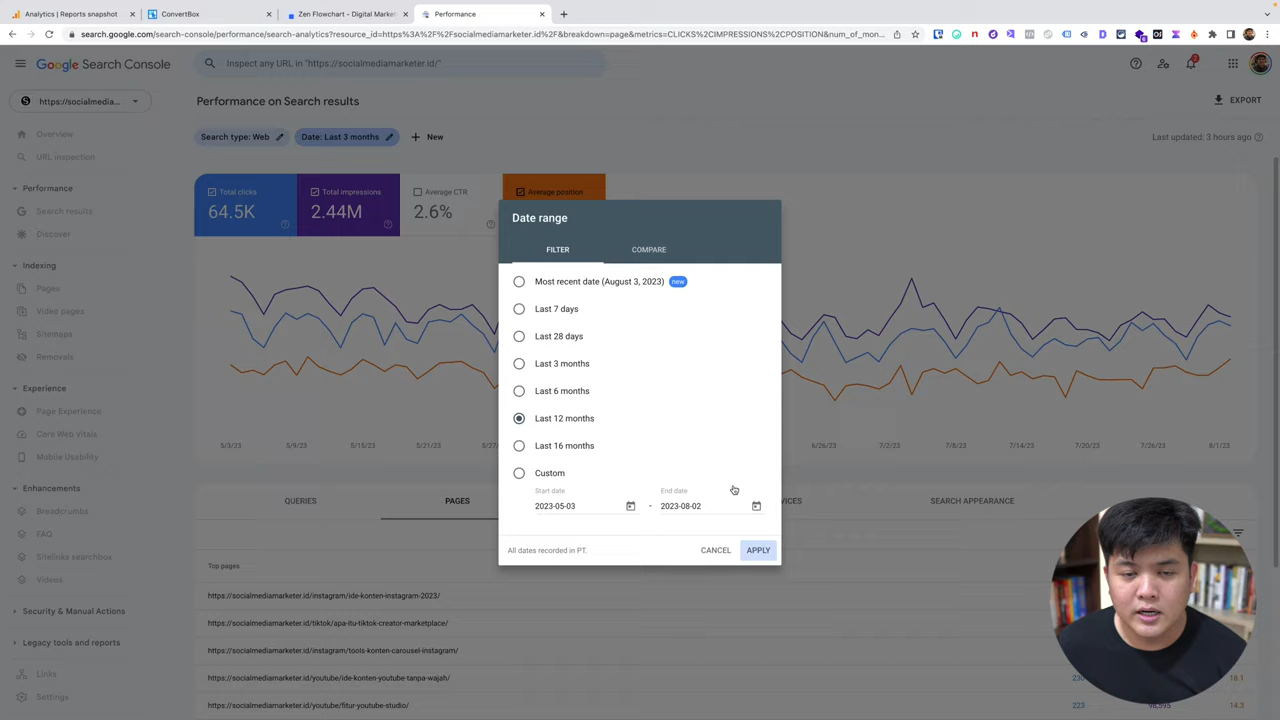 Analytics | Reports snapshot
ConvertBox
Zen Flowchart - Digital Marke
Performance
search.google.com/search-console/performance/search-analytics?resource_id=https%3A%2F%2Fsocialmediamarketer.id%2F&breakdown=page&metrics=CLICKS%2CIMPRESSIONS%2CPOSITION&num_of_mon...
Google Search Console
Inspect any URL in "https://socialmediamarketer.id/"
https://socialmedia...
Performance on Search results
EXPORT
Search type: Web
Date: Last 3 months
New
Last updated: 3 hours ago
Overview
URL inspection
Performance
Search results
Discover
Indexing
Pages
Video pages
Sitemaps
Removals
Experience
Page Experience
Core Web Vitals
Mobile Usability
Enhancements
Breadcrumbs
FAQ
Sitelinks searchbox
Videos
Security & Manual Actions
Legacy tools and reports
Links
Settings
Total clicks
64.5K
Total impressions
2.44M
Average CTR
2.6%
Average position
5/3/23
5/9/23
5/15/23
5/21/23
5/27
6/26/23
7/2/23
7/8/23
7/14/23
7/20/23
7/26/23
8/1/23
Date range
FILTER
COMPARE
Most recent date (August 3, 2023) new
Last 7 days
Last 28 days
Last 3 months
Last 6 months
Last 12 months
Last 16 months
Custom
Start date
End date
2023-05-03 - 2023-08-02
All dates recorded in PT.
CANCEL
APPLY
QUERIES
PAGES
VICES
SEARCH APPEARANCE
Top pages
https://socialmediamarketer.id/instagram/ide-konten-instagram-2023/
https://socialmediamarketer.id/tiktok/apa-itu-tiktok-creator-marketplace/
https://socialmediamarketer.id/instagram/tools-konten-carousel-instagram/
https://socialmediamarketer.id/youtube/ide-konten-youtube-tanpa-wajah/
18.1
https://socialmediamarketer.id/youtube/fitur-youtube-studio/
223
14.3